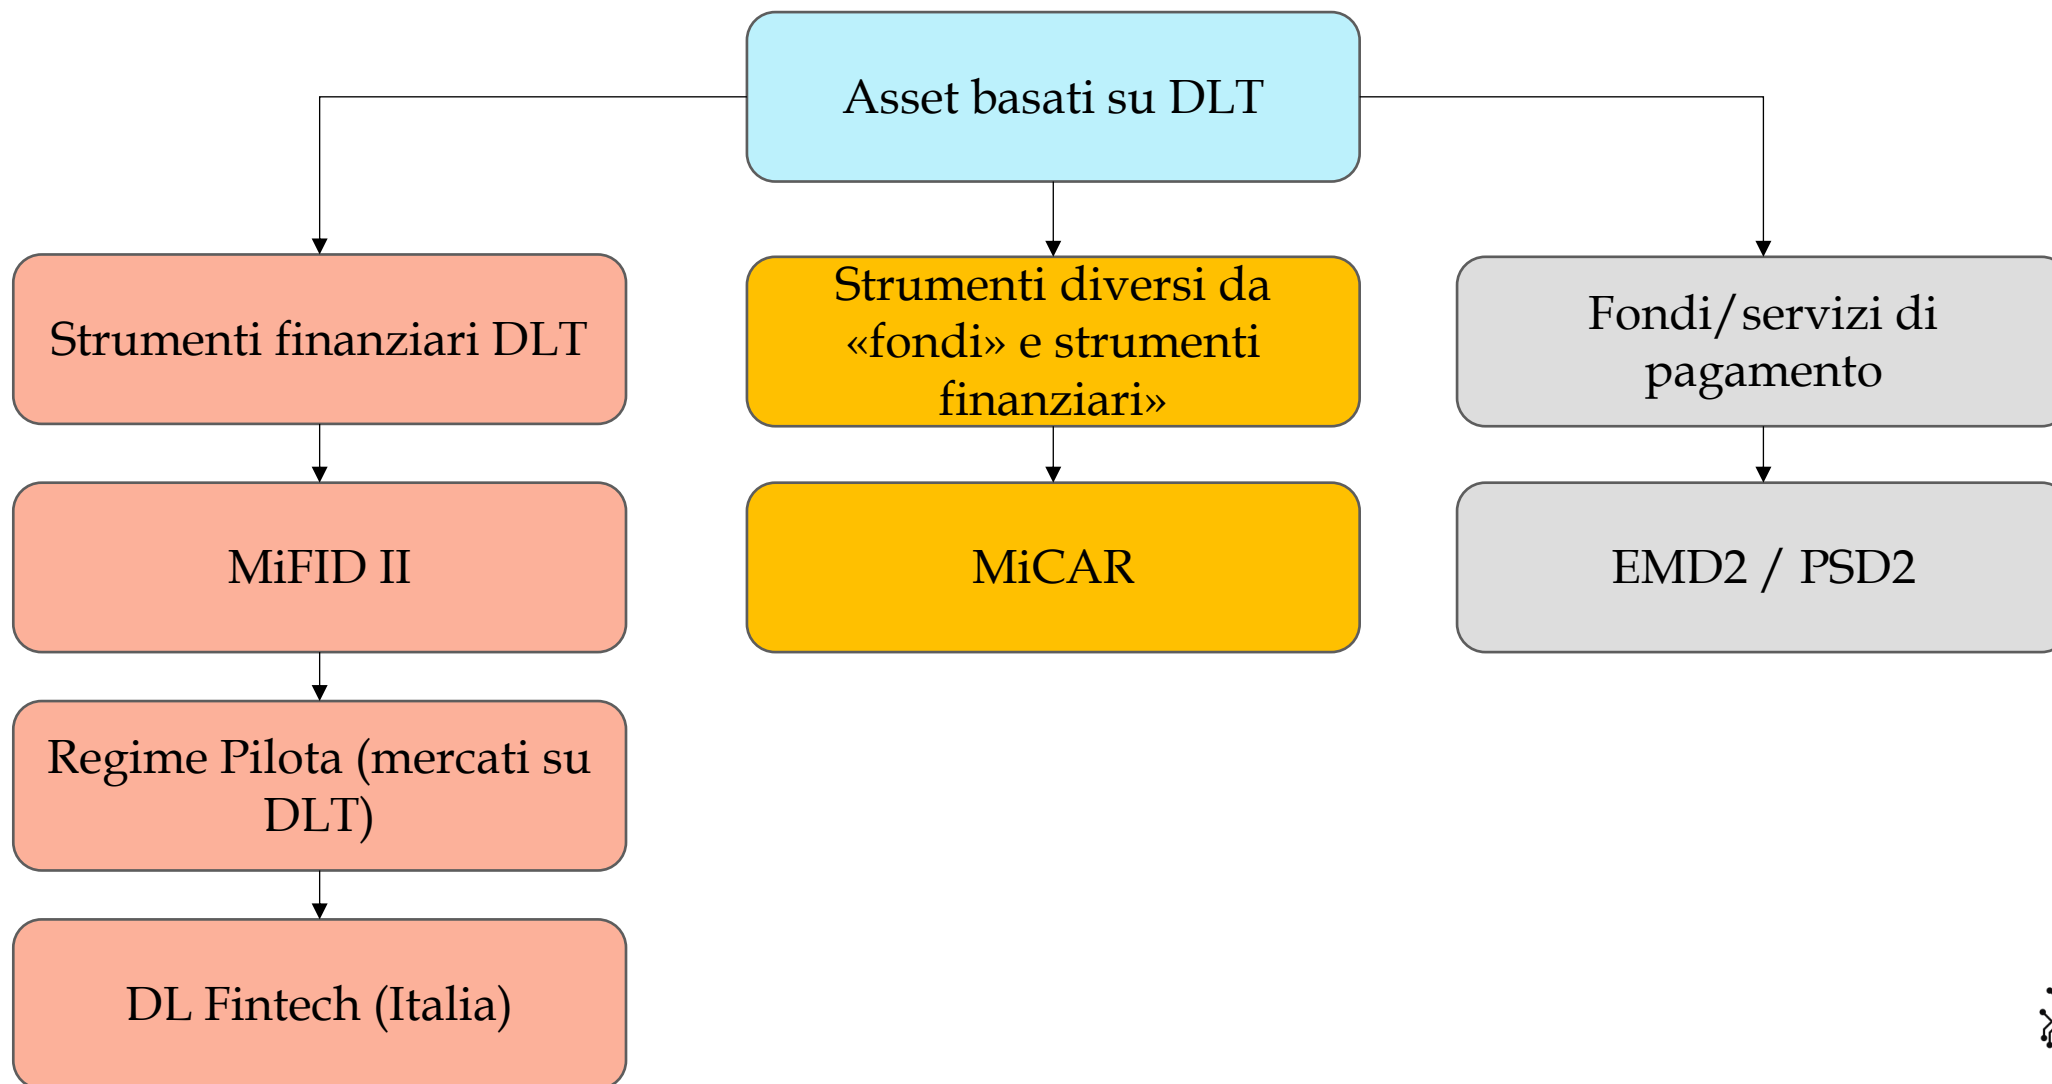 Asset basati su DLT
Strumenti finanziari DLT
Strumenti diversi da
«fondi» e strumenti
finanziari»
Fondi/servizi di
pagamento
MiFID II
MiCAR
EMD2 / PSD2
Regime Pilota (mercati su
DLT)
DL Fintech (Italia)